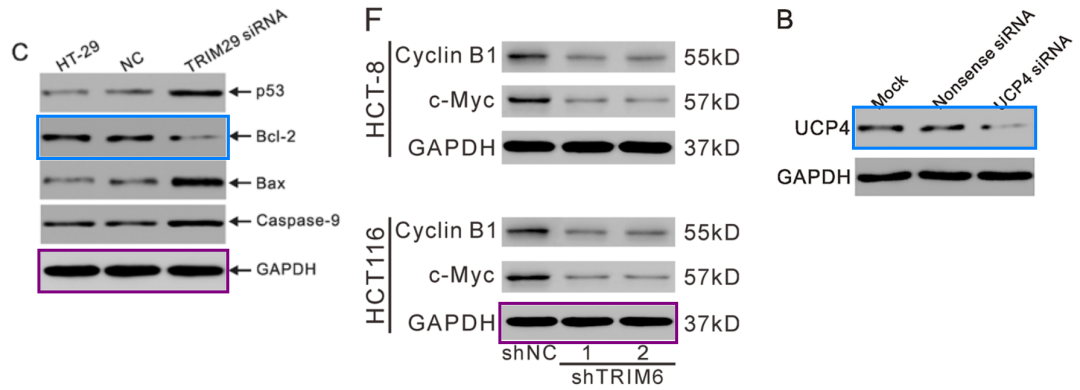 C
HT-29
NC
TRIM29 siRNA
p53
Bcl-2
Bax
Caspase-9
GAPDH
F
HCT-8
Cyclin B1
55kD
c-Myc
57kD
GAPDH
37kD
HCT116
Cyclin B1
55kD
c-Myc
57kD
GAPDH
37kD
shNC
1
2
shTRIM6
B
Mock
Nonsense siRNA
UCP4 siRNA
UCP4
GAPDH